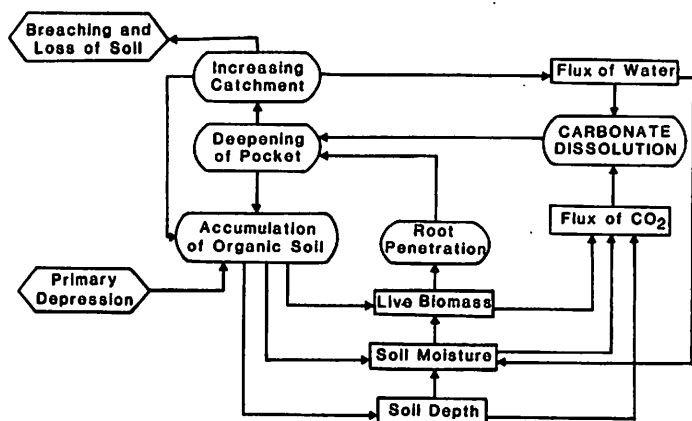 Breaching and
Loss of Soil
Increasing
Catchment
Flux of Water
Deepening
of Pocket
CARBONATE
DISSOLUTION
Accumulation
of Organic Soil
Root
Penetration
Flux of CO₂
Primary
Depression
Live Biomass
Soil Moisture
Soil Depth